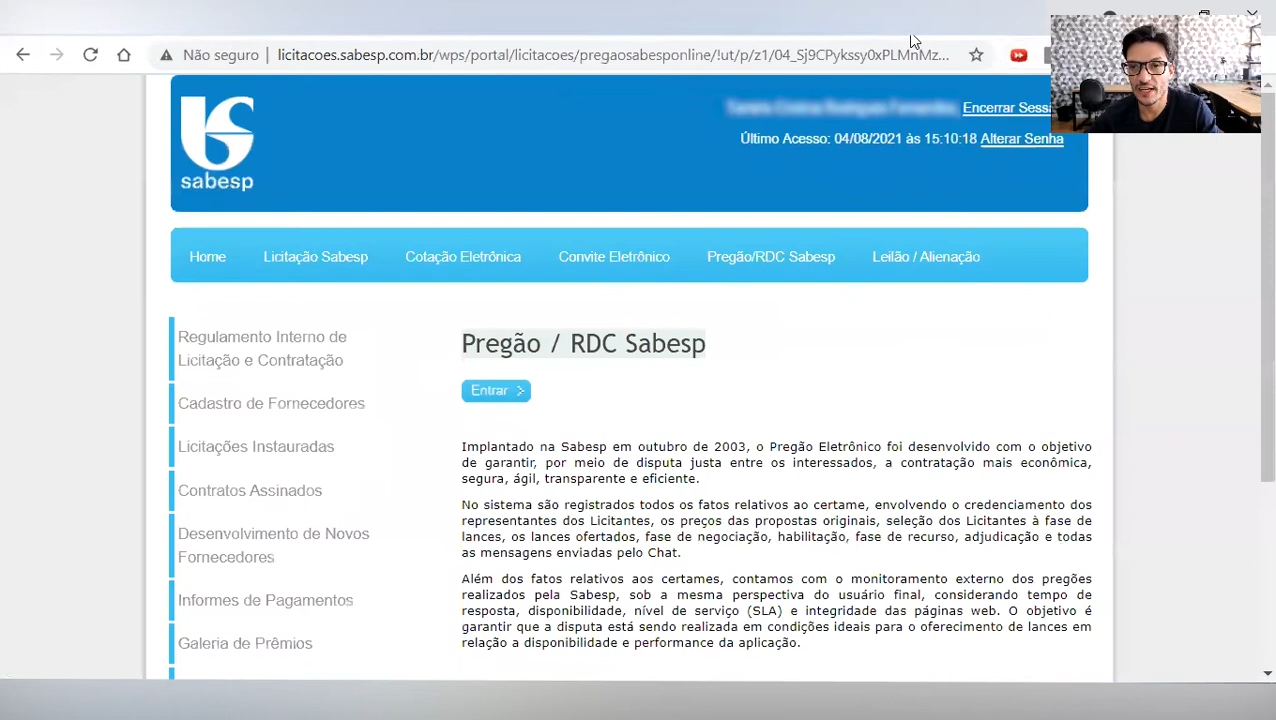 Não seguro licitacoes.sabesp.com.br/wps/portal/licitacoes/pregaosabesponline/!ut/p/z1/04_Sj9CPykssy0xPLMnMz...
Encerrar Sess
Último Acesso: 04/08/2021 às 15:10:18 Alterar Senha
sabesp
Home Licitação Sabesp Cotação Eletrônica Convite Eletrônico Pregão/RDC Sabesp Leilão / Alienação
Regulamento Interno de
Licitação e Contratação
Cadastro de Fornecedores
Licitações Instauradas
Contratos Assinados
Desenvolvimento de Novos
Fornecedores
Informes de Pagamentos
Galeria de Prêmios
Pregão / RDC Sabesp
Entrar >
Implantado na Sabesp em outubro de 2003, o Pregão Eletrônico foi desenvolvido com o objetivo
de garantir, por meio de disputa justa entre os interessados, a contratação mais econômica,
segura, ágil, transparente e eficiente.
No sistema são registrados todos os fatos relativos ao certame, envolvendo o credenciamento dos
representantes dos Licitantes, os preços das propostas originais, seleção dos Licitantes à fase de
lances, os lances ofertados, fase de negociação, habilitação, fase de recurso, adjudicação e todas
as mensagens enviadas pelo Chat.
Além dos fatos relativos aos certames, contamos com o monitoramento externo dos pregões
realizados pela Sabesp, sob a mesma perspectiva do usuário final, considerando tempo de
resposta, disponibilidade, nível de serviço (SLA) e integridade das páginas web. O objetivo é
garantir que a disputa está sendo realizada em condições ideais para o oferecimento de lances em
relação a disponibilidade e performance da aplicação.